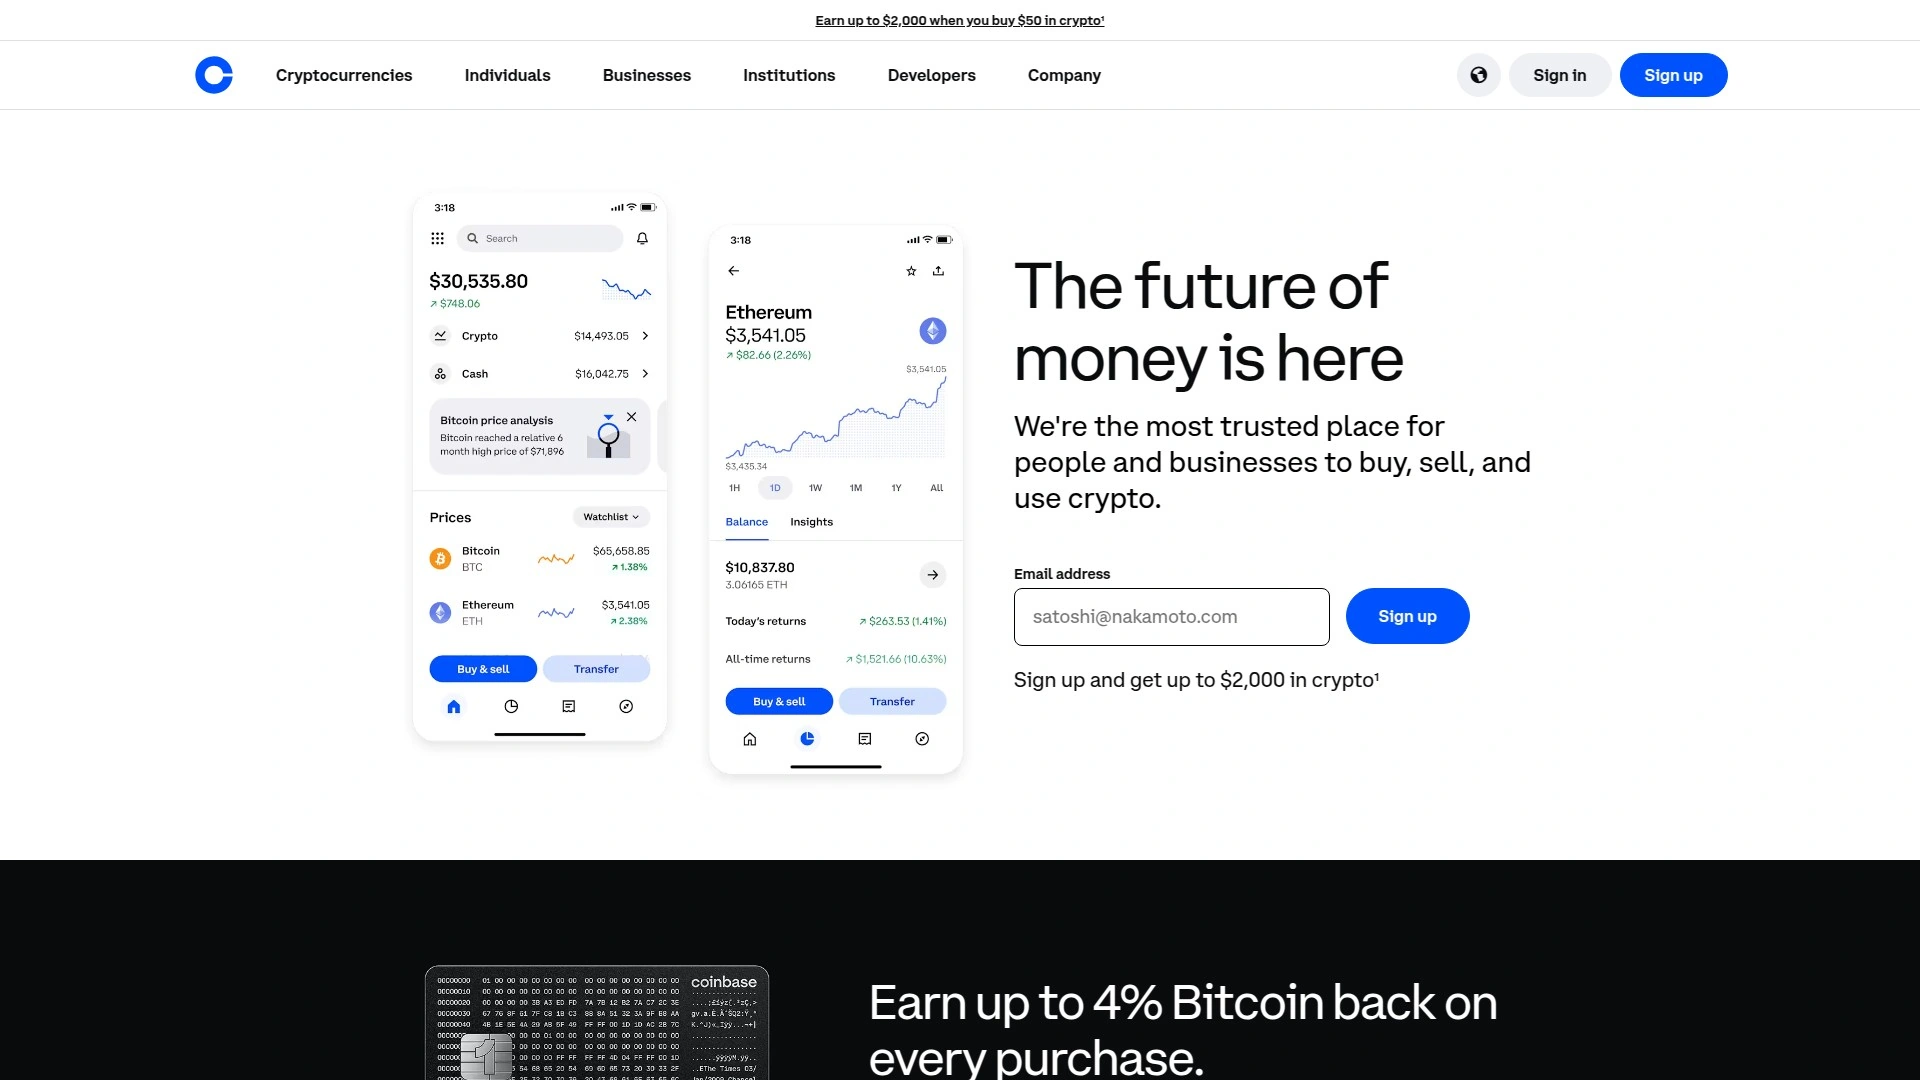 Earn up to $2,000 when you buy $50 in crypto¹
Cryptocurrencies
Individuals
Businesses
Institutions
Developers
Company
Sign in
Sign up
3:18
Search
$30,535.80
↗ $748.06
Crypto $14,493.05
Cash $16,042.75
Bitcoin price analysis
Bitcoin reached a relative 6
month high price of $71,896
Prices Watchlist
Bitcoin $65,658.85
BTC ↗ 1.38%
Ethereum $3,541.05
ETH ↗ 2.38%
Buy & sell Transfer
3:18
Ethereum
$3,541.05
↗ $82.66 (2.26%)
$3,541.05
$3,435.34
1H 1D 1W 1M 1Y All
Balance Insights
$10,837.80
3.06165 ETH
Today's returns ↗ $263.53 (1.41%)
All-time returns ↗ $1,521.66 (10.63%)
Buy & sell Transfer
The future of
money is here
We're the most trusted place for
people and businesses to buy, sell, and
use crypto.
Email address
satoshi@nakamoto.com
Sign up
Sign up and get up to $2,000 in crypto¹
coinbase
Earn up to 4% Bitcoin back on
every purchase.